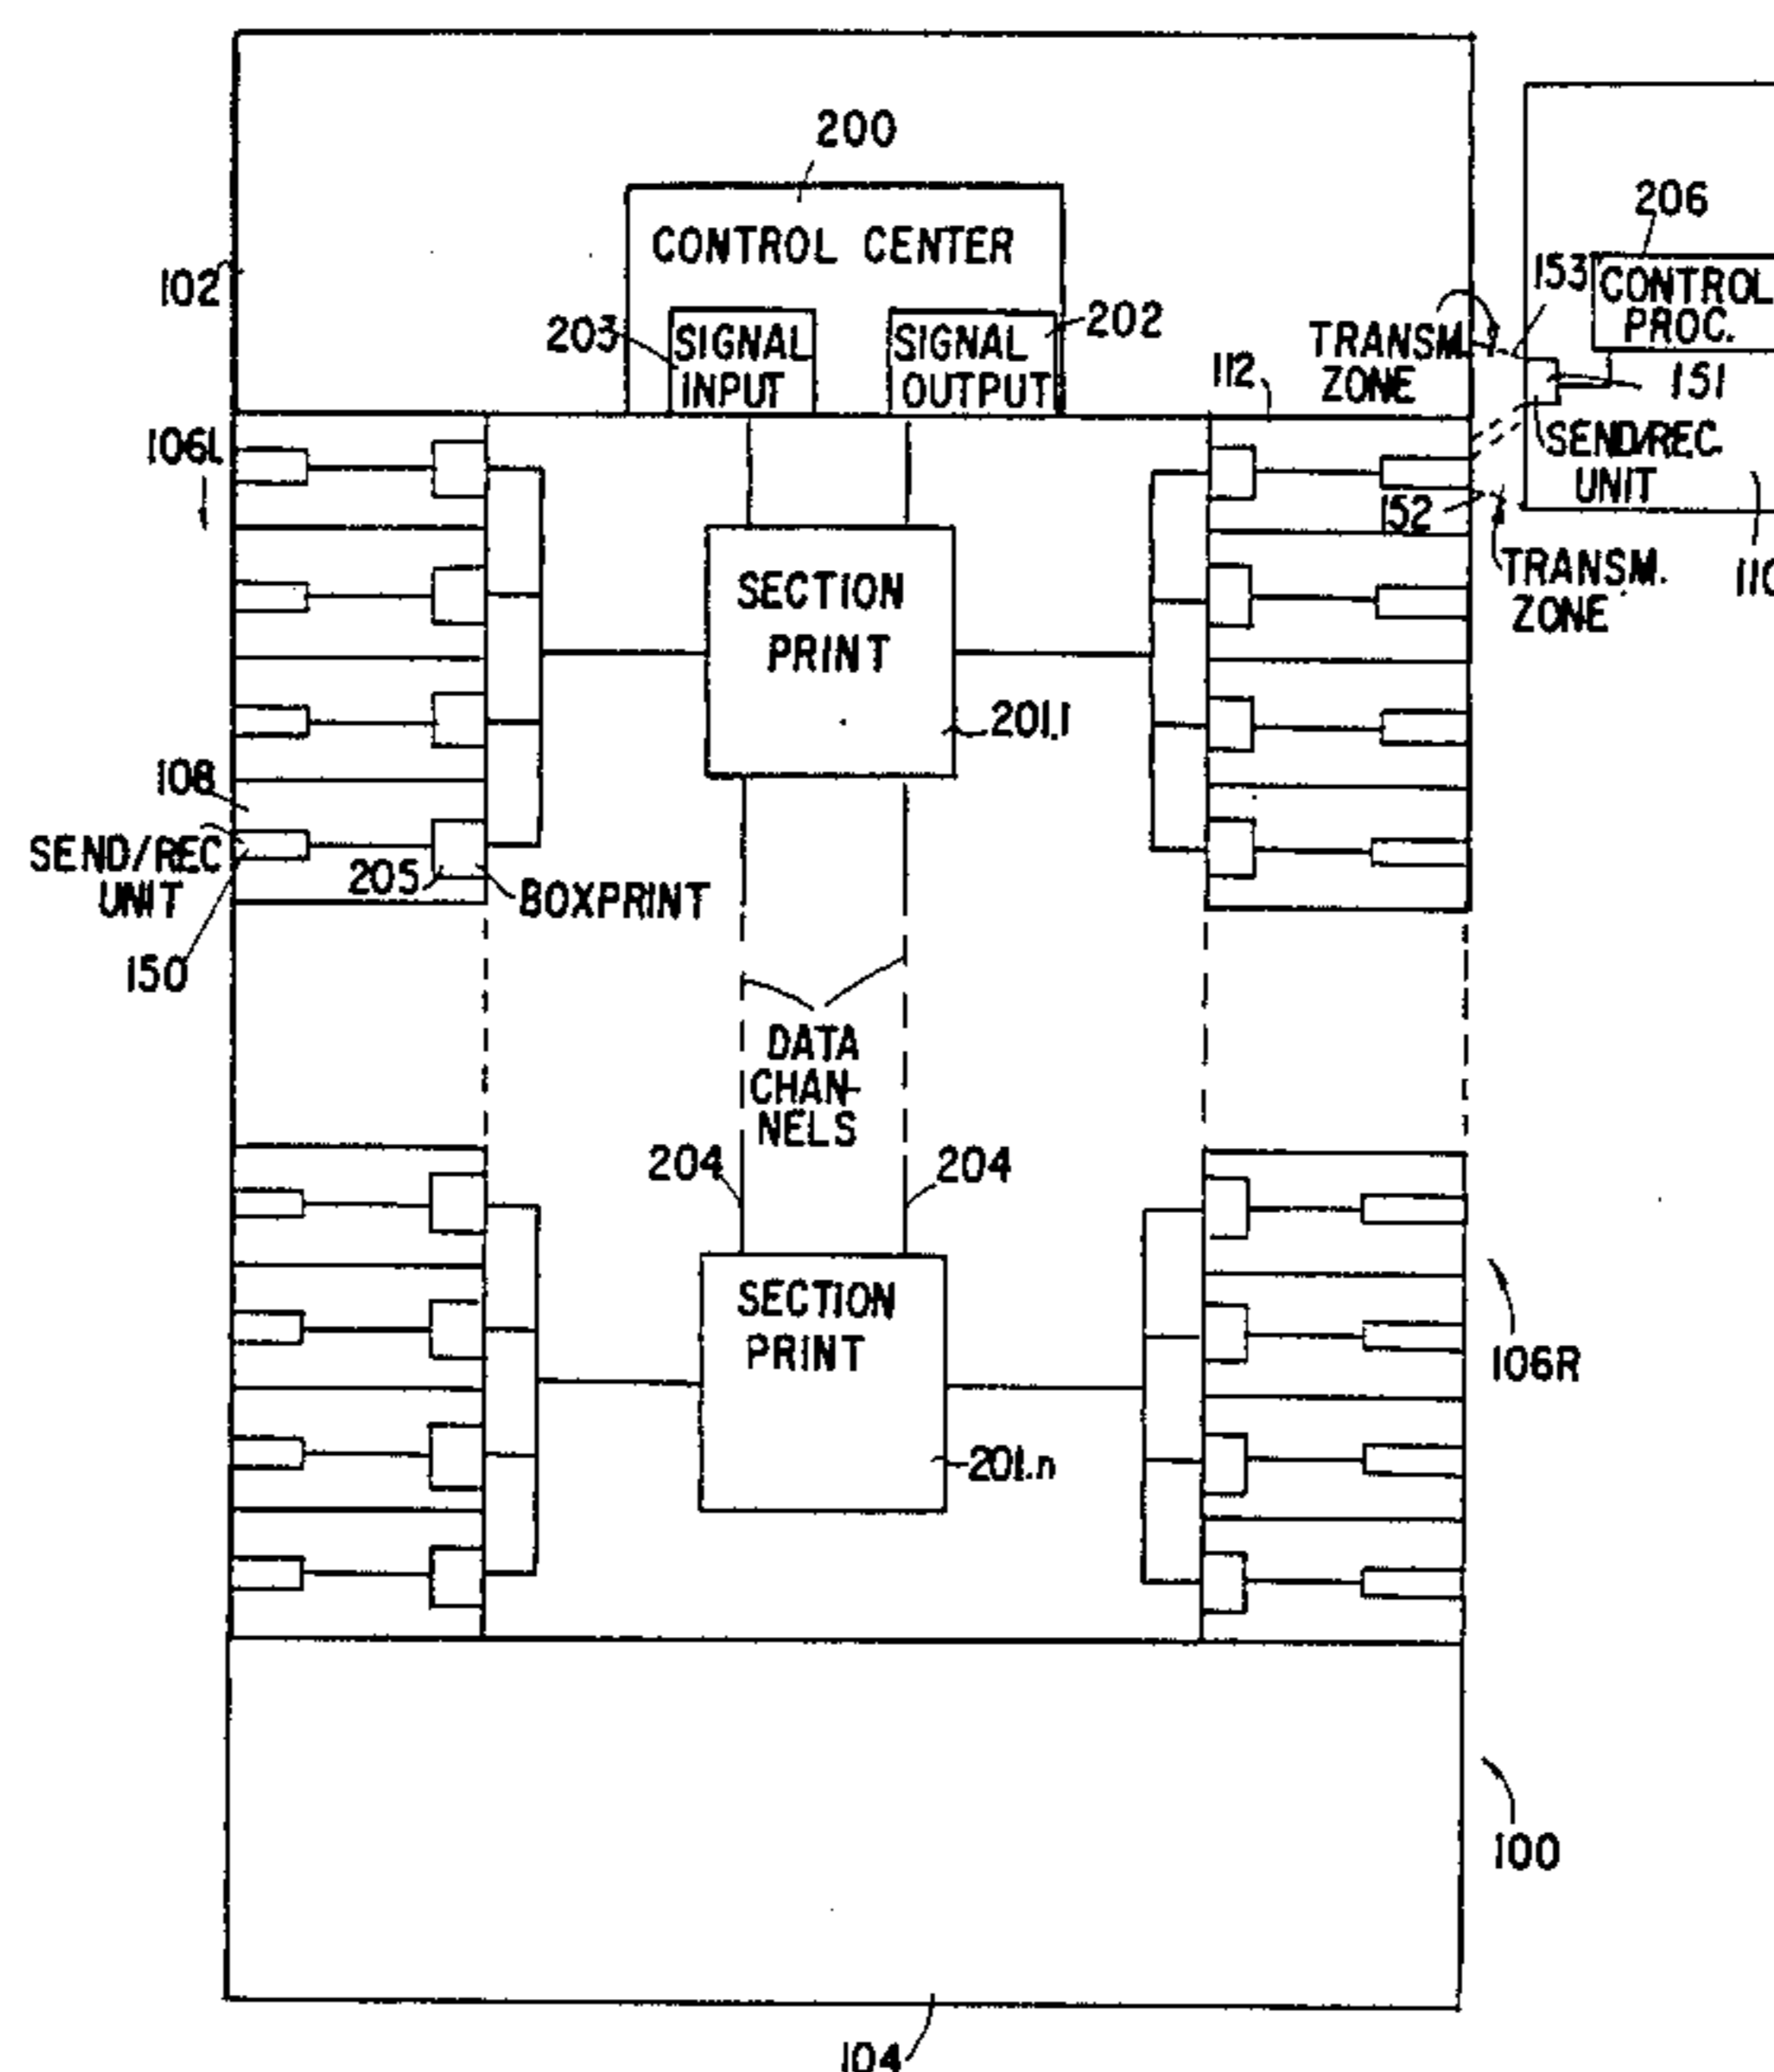 200
CONTROL CENTER
102
203
SIGNAL
INPUT
SIGNAL
OUTPUT
202
206
153
CONTROL
PROC.
TRANSM.
ZONE
151
112
SEND/REC.
UNIT
106L
152
TRANSM.
ZONE
110
SECTION
PRINT
201.1
108
SEND/REC
UNIT
205
BOXPRINT
150
DATA
CHAN-
NELS
204
204
SECTION
PRINT
106R
201.n
100
104